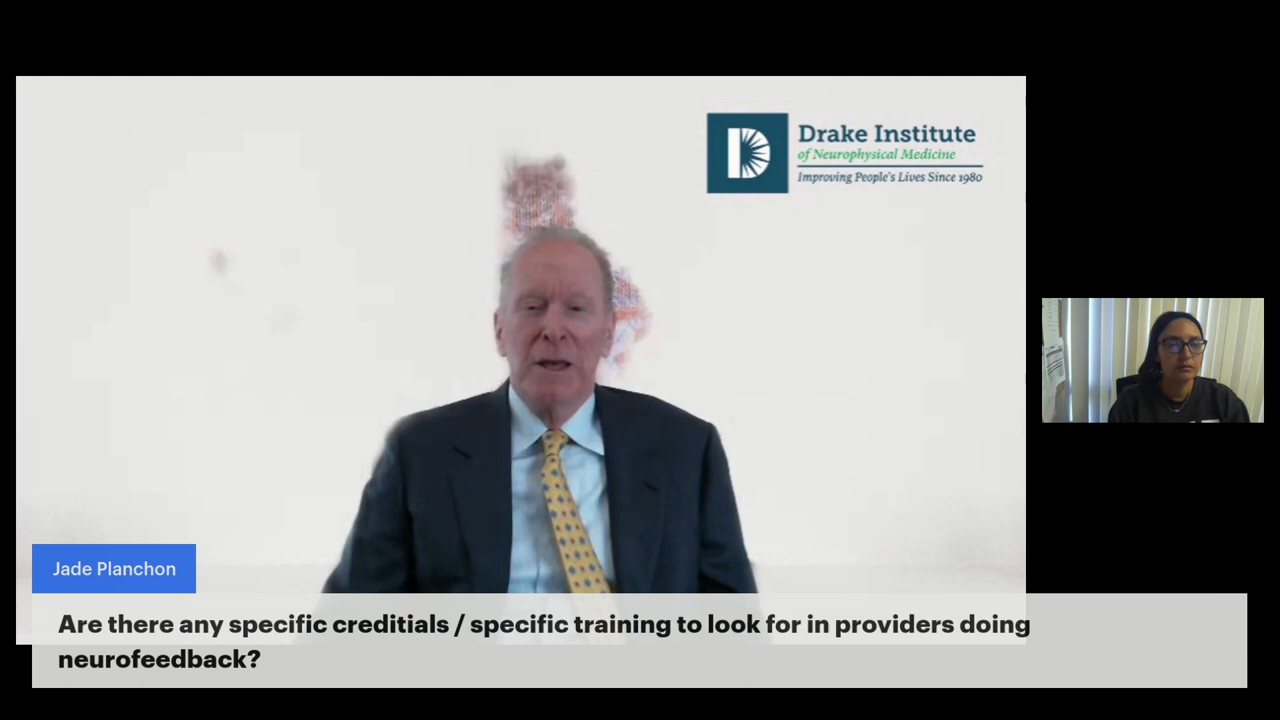 Drake Institute
of Neurophysical Medicine
Improving People's Lives Since 1980
Jade Planchon
Are there any specific creditials / specific training to look for in providers doing
neurofeedback?